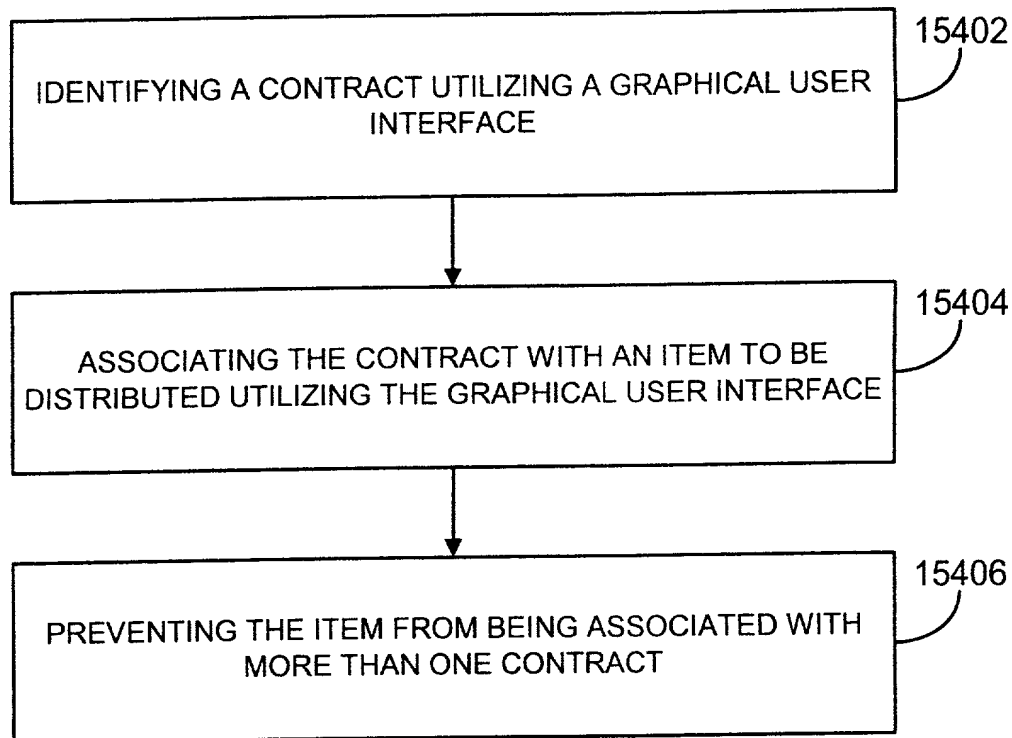 15402
IDENTIFYING A CONTRACT UTILIZING A GRAPHICAL USER
INTERFACE
15404
ASSOCIATING THE CONTRACT WITH AN ITEM TO BE
DISTRIBUTED UTILIZING THE GRAPHICAL USER INTERFACE
15406
PREVENTING THE ITEM FROM BEING ASSOCIATED WITH
MORE THAN ONE CONTRACT